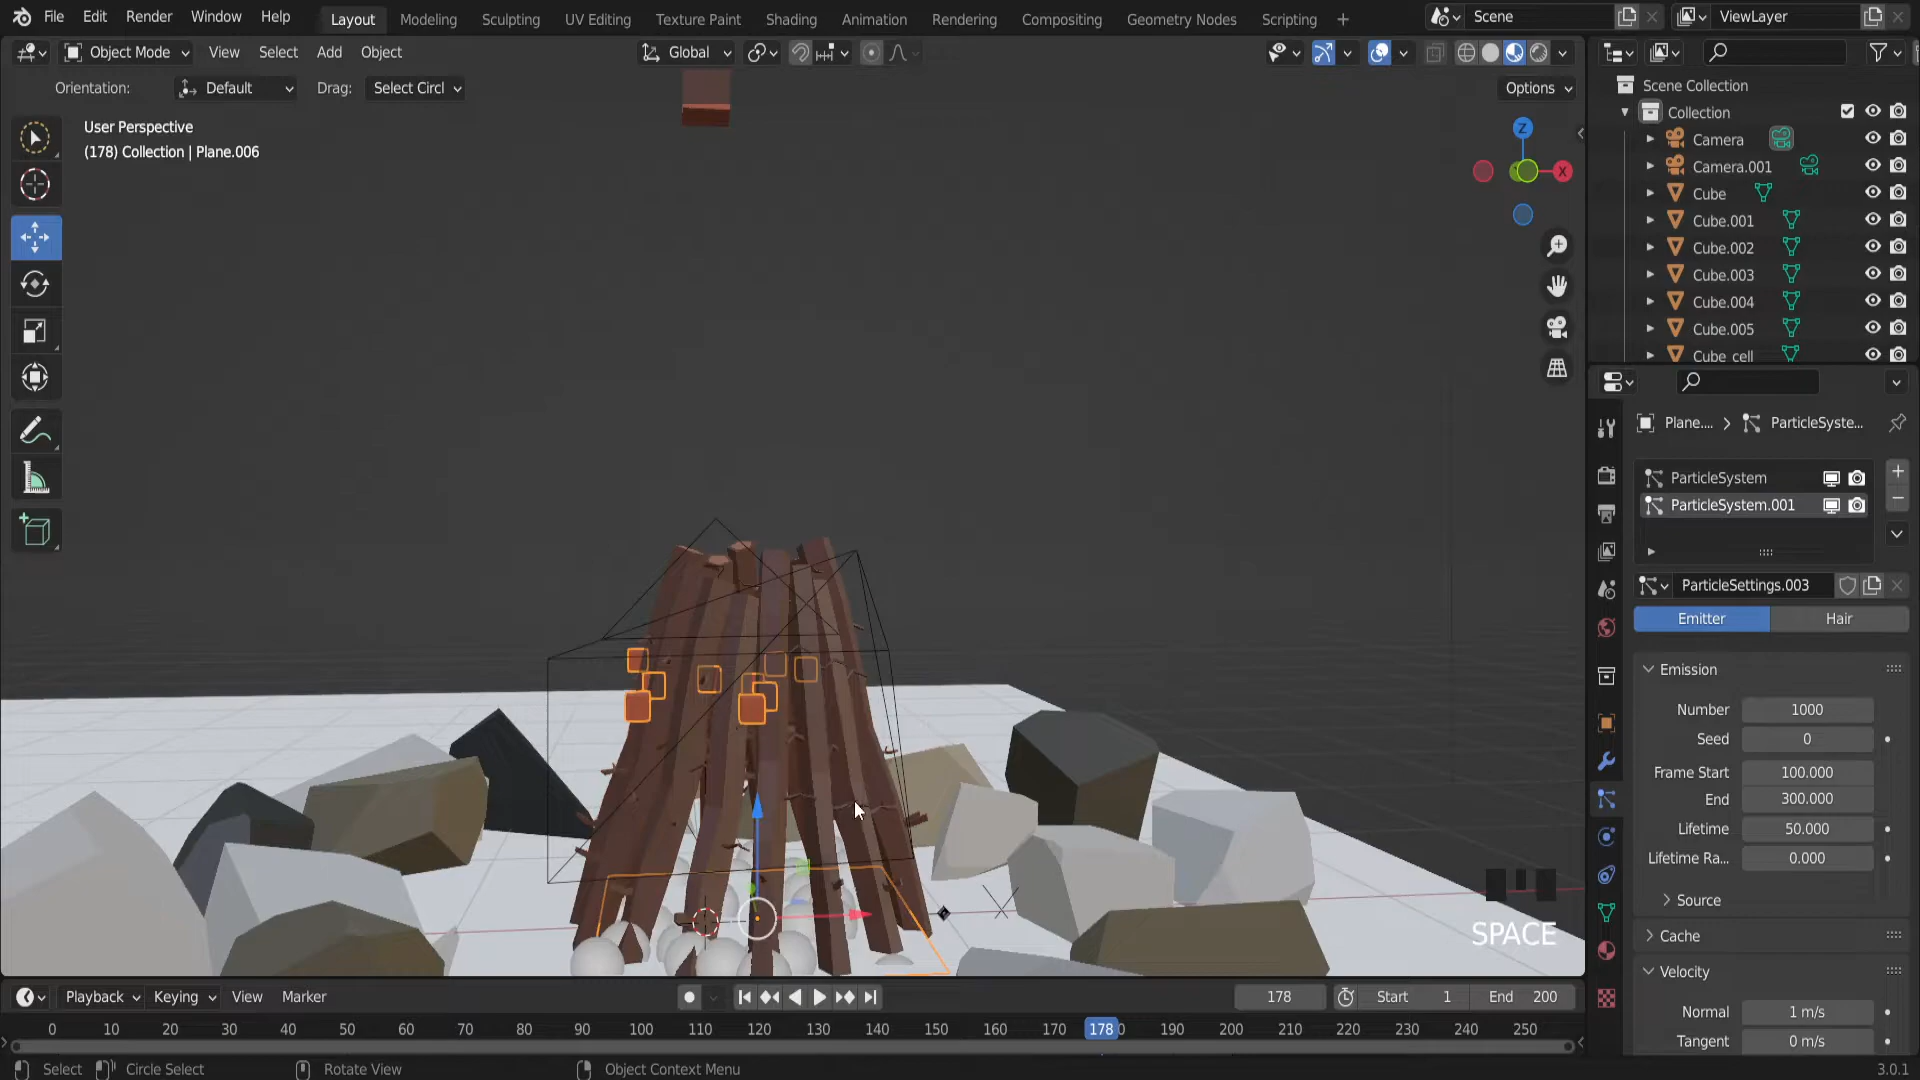 File Edit Render Window Help
Layout Modeling Sculpting UV Editing Texture Paint Shading Animation Rendering Compositing Geometry Nodes Scripting +
Scene
ViewLayer
Object Mode View Select Add Object
Global
Orientation: Default Drag: Select Circl
Options
User Perspective
(178) Collection | Plane.006
Z
X
Scene Collection
Collection
Camera
Camera.001
Cube
Cube.001
Cube.002
Cube.003
Cube.004
Cube.005
Cube cell
Plane.... > ParticleSyste...
ParticleSystem
ParticleSystem.001
ParticleSettings.003
Emitter Hair
Emission
Number 1000
Seed 0
Frame Start 100.000
End 300.000
Lifetime 50.000
Lifetime Ra... 0.000
Source
Cache
Velocity
Normal 1 m/s
Tangent 0 m/s
SPACE
Playback Keying View Marker
178 Start 1 End 200
0 10 20 30 40 50 60 70 80 90 100 110 120 130 140 150 160 170 178 0 190 200 210 220 230 240 250
Select Circle Select Rotate View Object Context Menu 3.0.1